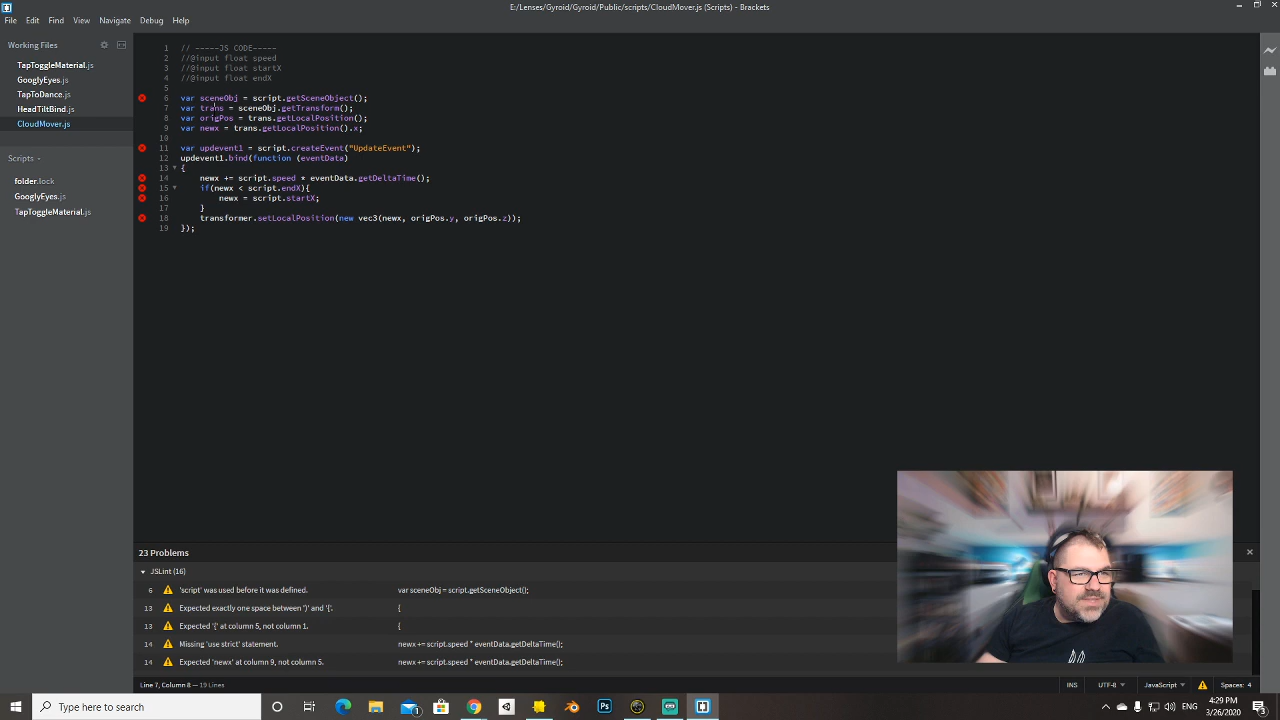 E:/Lenses/Gyroid/Gyroid/Public/scripts/CloudMover.js (Scripts) - Brackets
File Edit Find View Navigate Debug Help
Working Files
TapToggleMaterial.js
GooglyEyes.js
TapToDance.js
HeadTiltBind.js
CloudMover.js
Scripts
folder.lock
GooglyEyes.js
TapToggleMaterial.js
1 // -----JS CODE-----
2 //@input float speed
3 //@input float startX
4 //@input float endX
5
6 var sceneObj = script.getSceneObject();
7 var trans = sceneObj.getTransform();
8 var origPos = trans.getLocalPosition();
9 var newx = trans.getLocalPosition().x;
10
11 var updevent1 = script.createEvent("UpdateEvent");
12 updevent1.bind(function (eventData)
13 {
14 newx += script.speed * eventData.getDeltaTime();
15 if(newx < script.endX){
16 newx = script.startX;
17 }
18 transformer.setLocalPosition(new vec3(newx, origPos.y, origPos.z));
19 });
23 Problems
JSLint (16)
6 'script' was used before it was defined. var sceneObj = script.getSceneObject();
13 Expected exactly one space between ')' and '{'. {
13 Expected '{' at column 5, not column 1. {
14 Missing 'use strict' statement. newx += script.speed * eventData.getDeltaTime();
14 Expected 'newx' at column 9, not column 5. newx += script.speed * eventData.getDeltaTime();
Line 7, Column 8 — 19 Lines INS UTF-8 JavaScript Spaces: 4
Type here to search
ENG
4:29 PM
3/26/2020